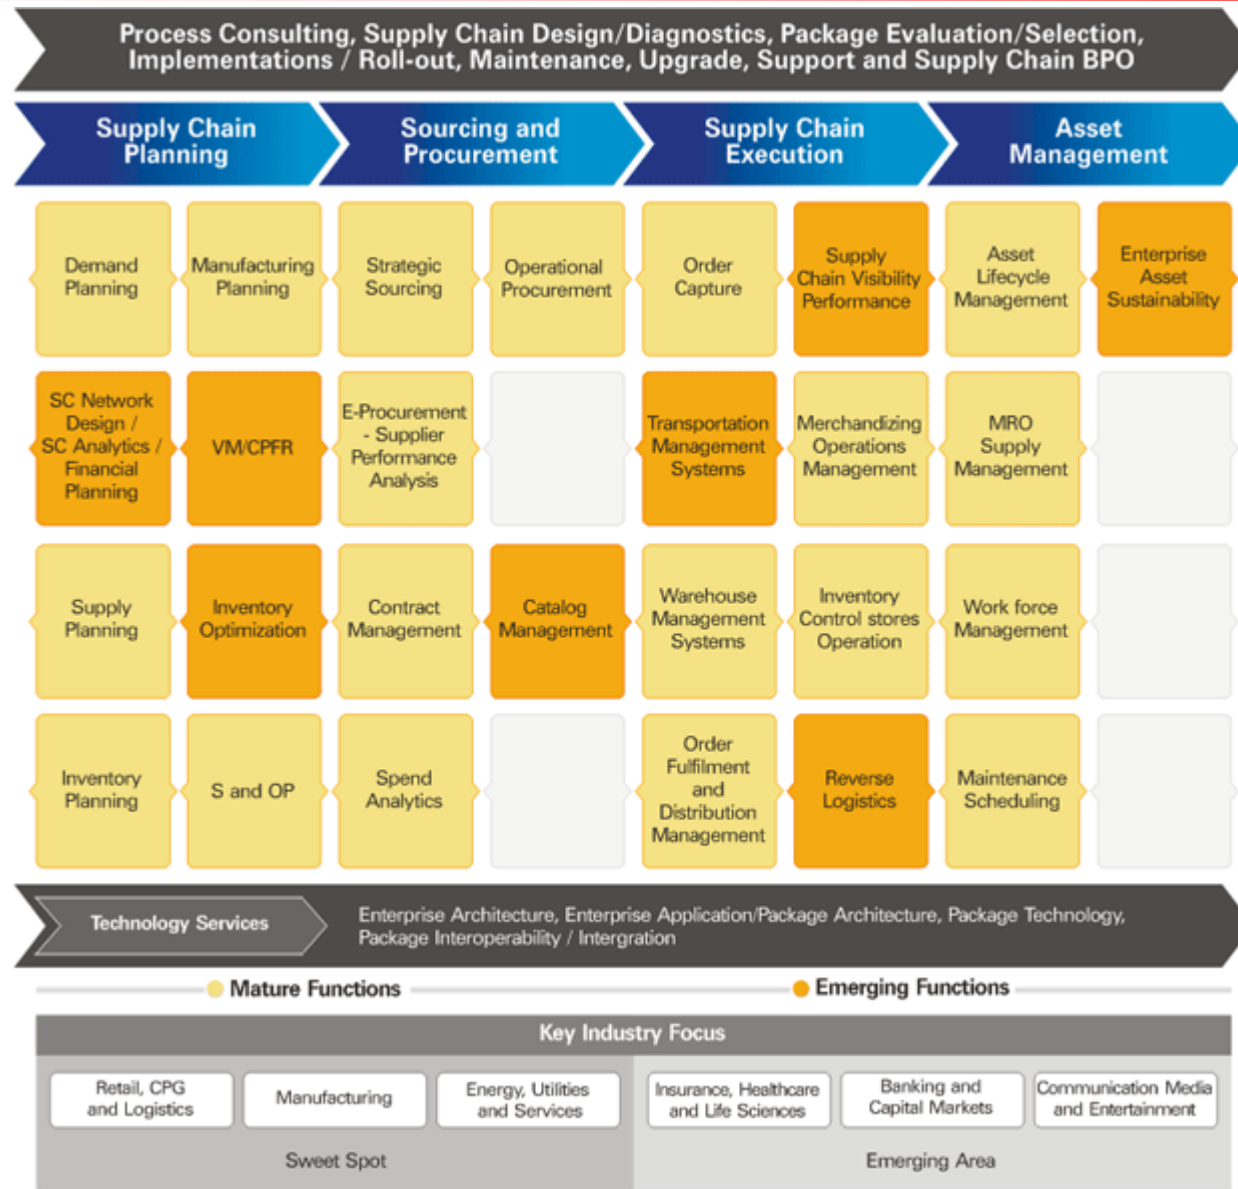 Process Consulting, Supply Chain Design/Diagnostics, Package Evaluation/Selection,
Implementations / Roll-out, Maintenance, Upgrade, Support and Supply Chain BPO
Supply Chain
Planning
Sourcing and
Procurement
Supply Chain
Execution
Asset
Management
Demand
Planning
Manufacturing
Planning
Strategic
Sourcing
Operational
Procurement
Order
Capture
Supply
Chain Visibility
Performance
Asset
Lifecycle
Management
Enterprise
Asset
Sustainability
SC Network
Design /
SC Analytics /
Financial
Planning
VM/CPFR
E-Procurement
- Supplier
Performance
Analysis
Transportation
Management
Systems
Merchandizing
Operations
Management
MRO
Supply
Management
Supply
Planning
Inventory
Optimization
Contract
Management
Catalog
Management
Warehouse
Management
Systems
Inventory
Control stores
Operation
Work force
Management
Inventory
Planning
S and OP
Spend
Analytics
Order
Fulfilment
and
Distribution
Management
Reverse
Logistics
Maintenance
Scheduling
Technology Services
Enterprise Architecture, Enterprise Application/Package Architecture, Package Technology,
Package Interoperability / Intergration
Mature Functions
Emerging Functions
Key Industry Focus
Retail, CPG
and Logistics
Manufacturing
Energy, Utilities
and Services
Insurance, Healthcare
and Life Sciences
Banking and
Capital Markets
Communication Media
and Entertainment
Sweet Spot
Emerging Area